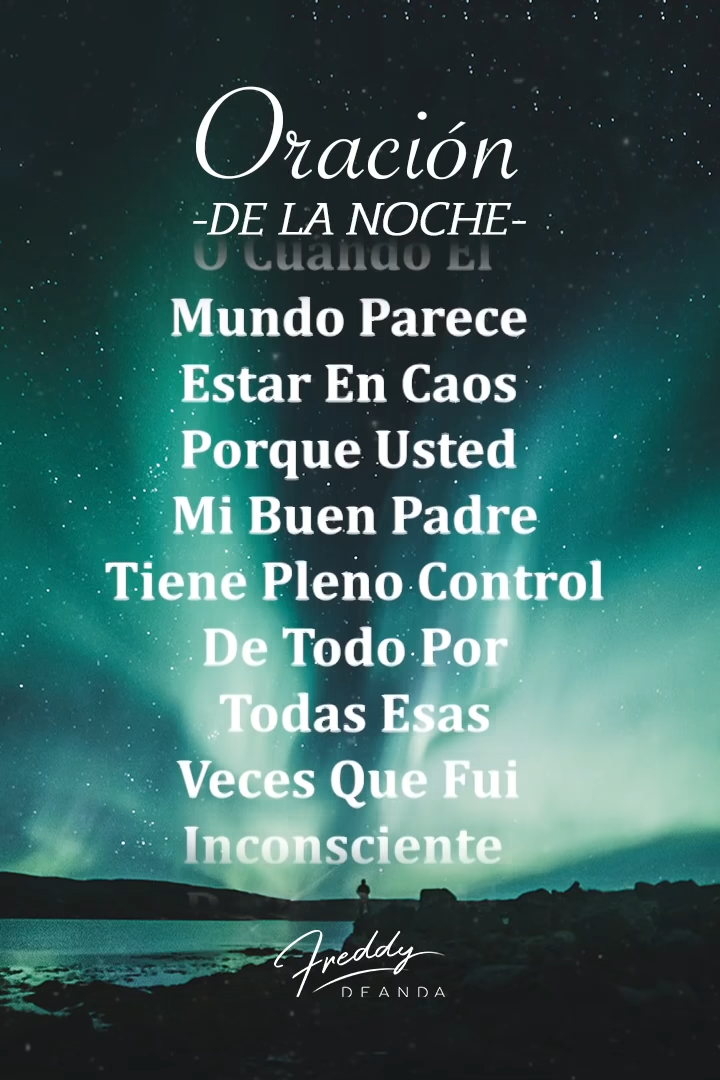 Oración
-DE LA NOCHE-
O Cuando El
Mundo Parece
Estar En Caos
Porque Usted
Mi Buen Padre
Tiene Pleno Control
De Todo Por
Todas Esas
Veces Que Fui
Inconsciente
Freddy
DEANDA